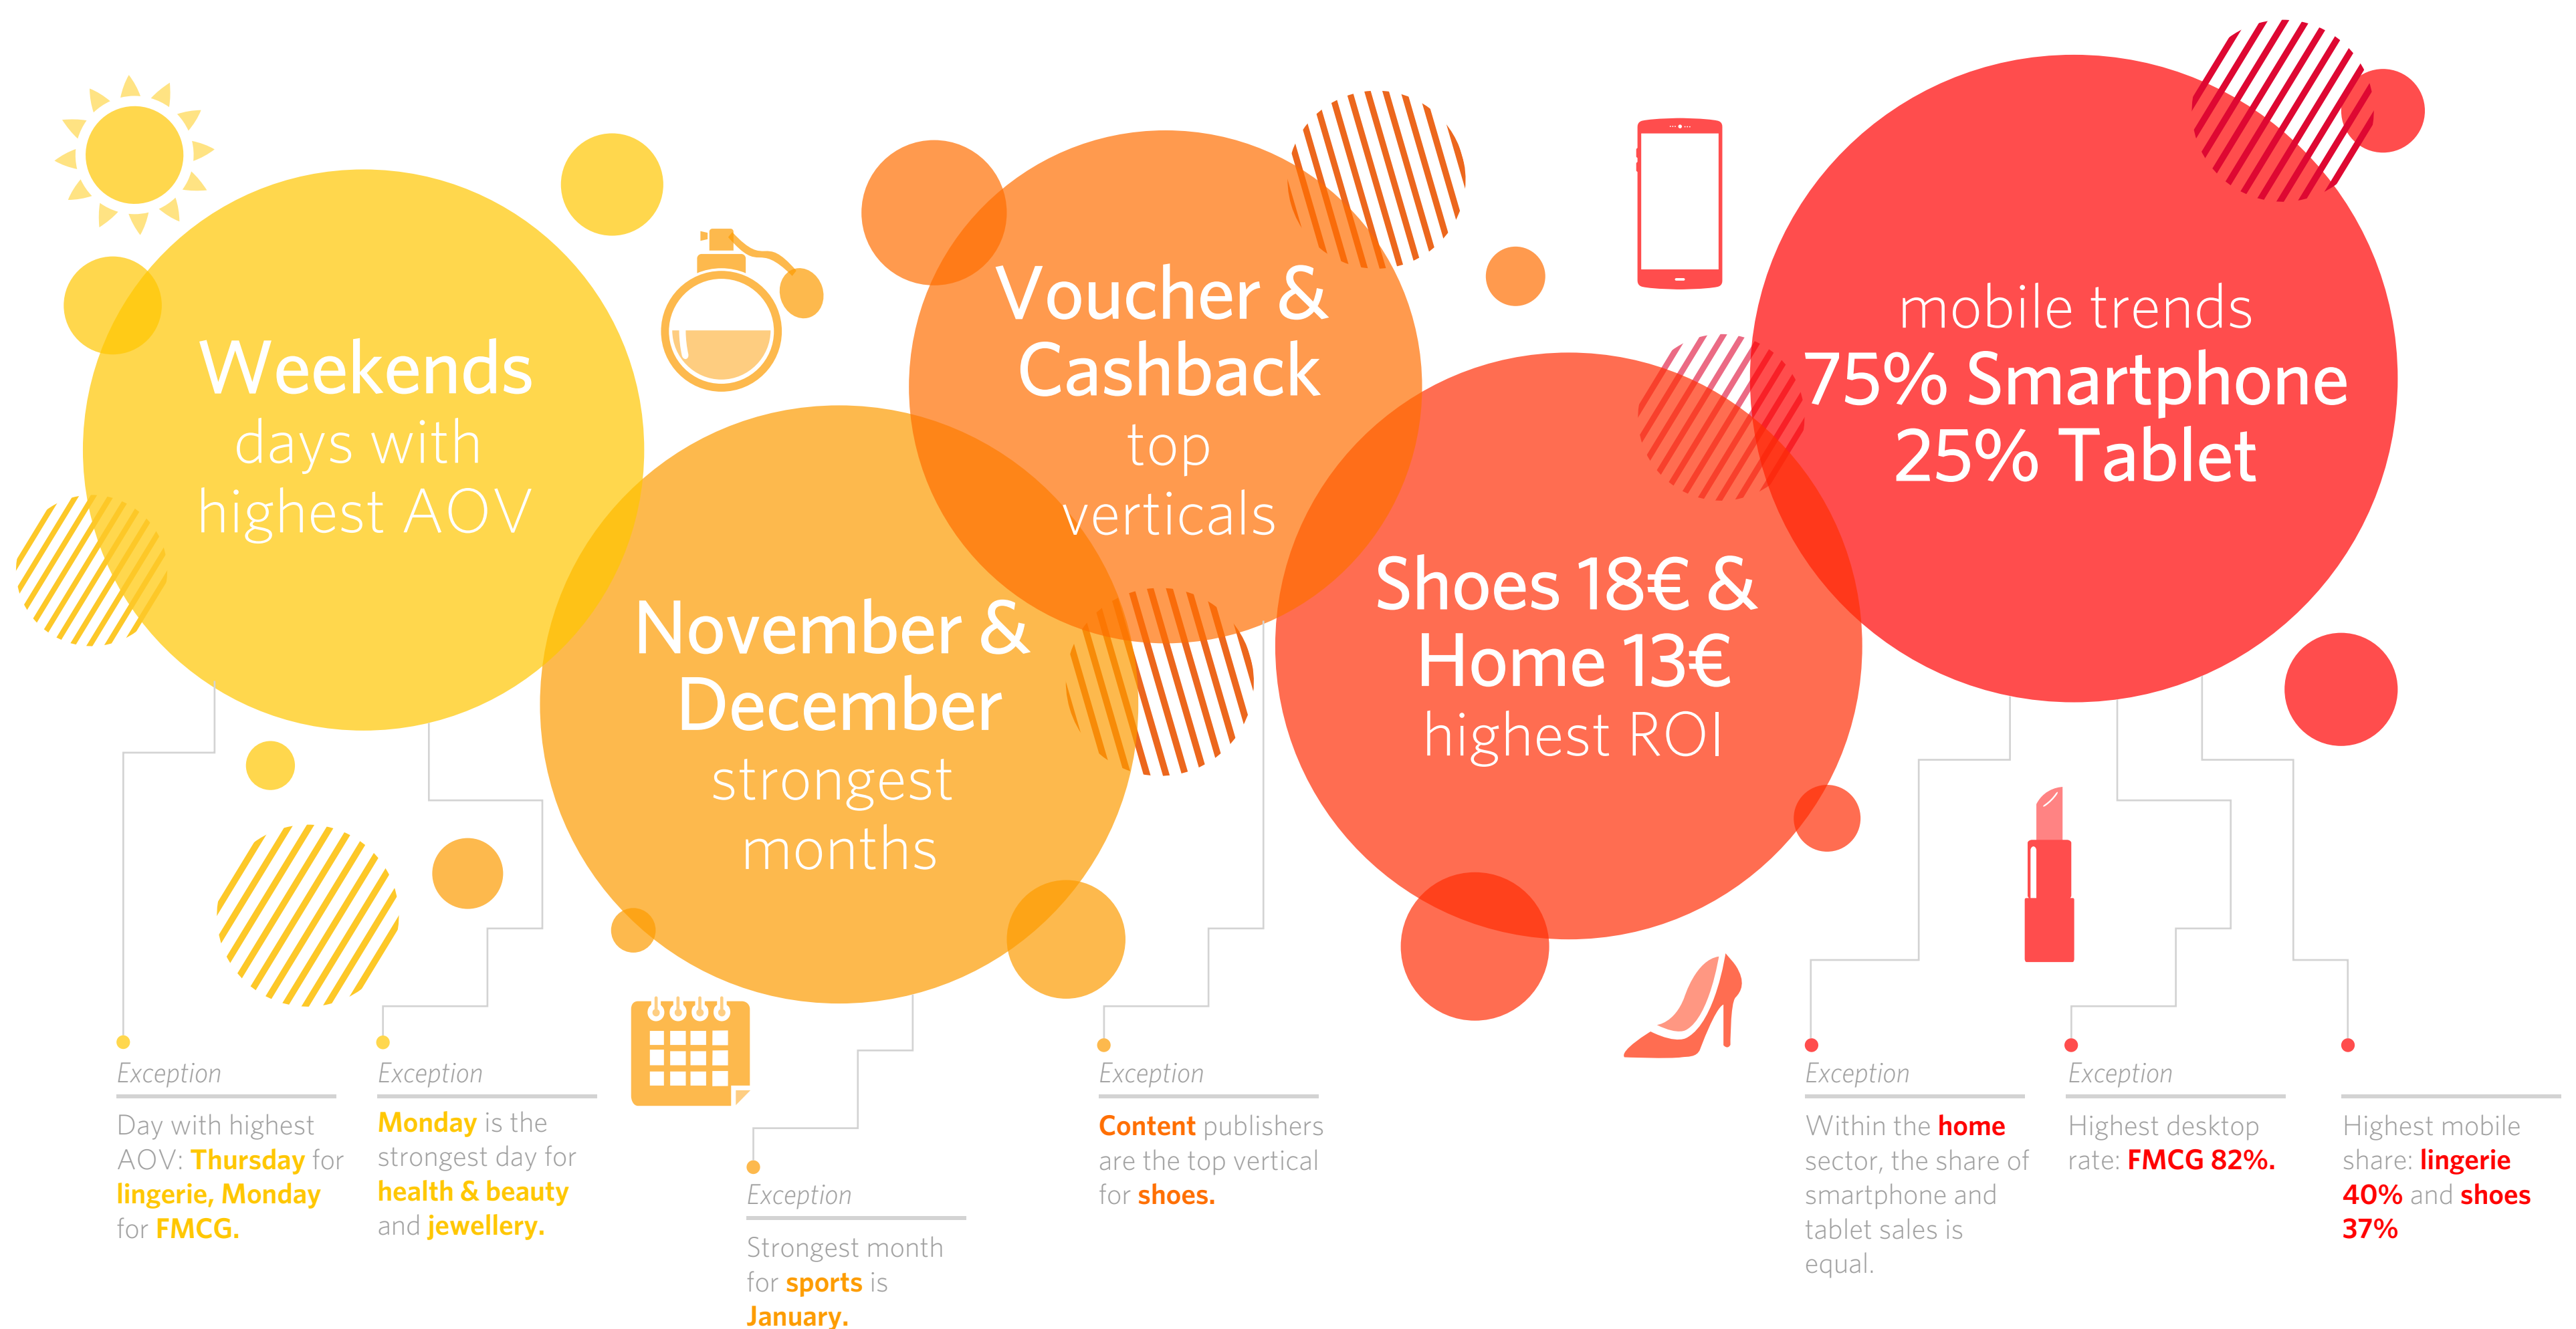 Weekends
days with
highest AOV
November &
December
strongest
months
Voucher &
Cashback
top
verticals
Shoes 18€ &
Home 13€
highest ROI
mobile trends
75% Smartphone
25% Tablet
Exception
Day with highest
AOV: Thursday for
lingerie, Monday
for FMCG.
Exception
Monday is the
strongest day for
health & beauty
and jewellery.
Exception
Strongest month
for sports is
January.
Exception
Content publishers
are the top vertical
for shoes.
Exception
Within the home
sector, the share of
smartphone and
tablet sales is
equal.
Exception
Highest desktop
rate: FMCG 82%.
Highest mobile
share: lingerie
40% and shoes
37%